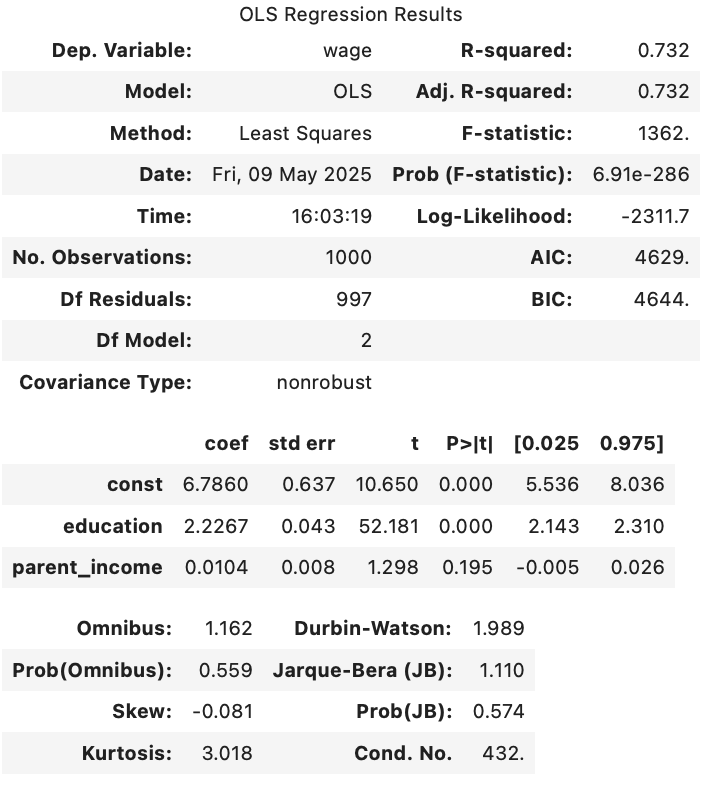 OLS Regression Results
Dep. Variable: wage R-squared: 0.732
Model: OLS Adj. R-squared: 0.732
Method: Least Squares F-statistic: 1362.
Date: Fri, 09 May 2025 Prob (F-statistic): 6.91e-286
Time: 16:03:19 Log-Likelihood: -2311.7
No. Observations: 1000 AIC: 4629.
Df Residuals: 997 BIC: 4644.
Df Model: 2
Covariance Type: nonrobust
coef std err t P>|t| [0.025 0.975]
const 6.7860 0.637 10.650 0.000 5.536 8.036
education 2.2267 0.043 52.181 0.000 2.143 2.310
parent_income 0.0104 0.008 1.298 0.195 -0.005 0.026
Omnibus: 1.162 Durbin-Watson: 1.989
Prob(Omnibus): 0.559 Jarque-Bera (JB): 1.110
Skew: -0.081 Prob(JB): 0.574
Kurtosis: 3.018 Cond. No. 432.